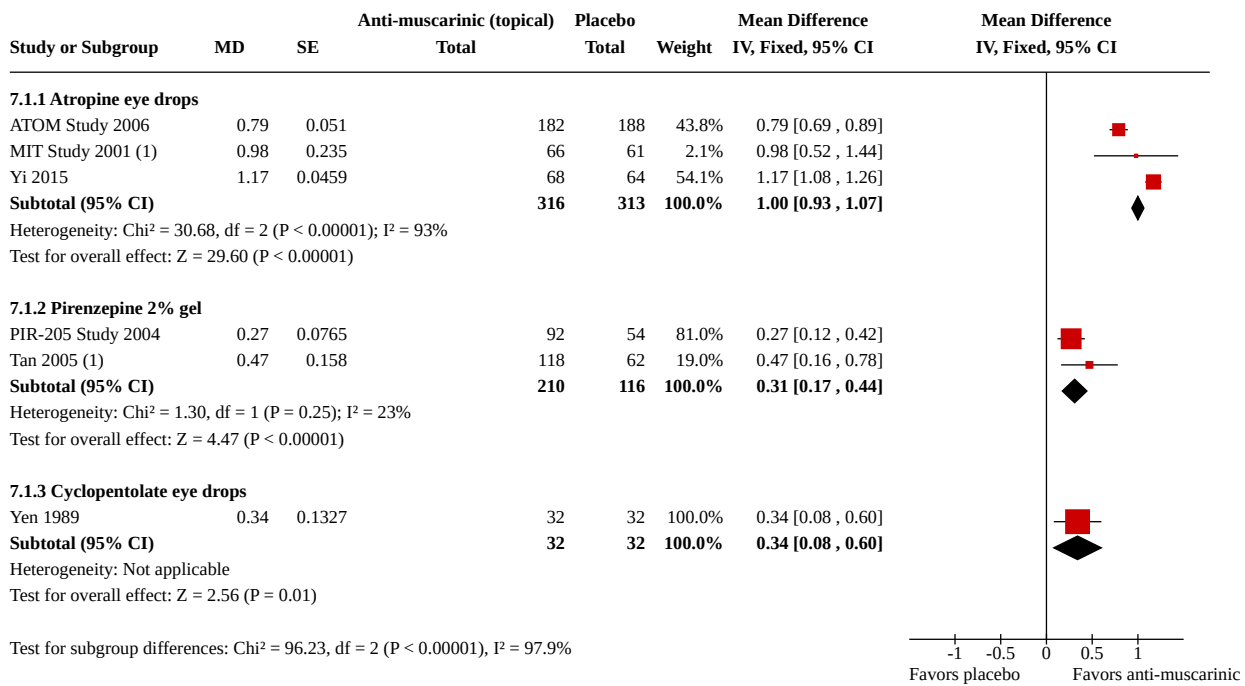 Anti-muscarinic (topical) Placebo Mean Difference Mean Difference
Study or Subgroup MD SE Total Total Weight IV, Fixed, 95% CI IV, Fixed, 95% CI
7.1.1 Atropine eye drops
ATOM Study 2006 0.79 0.051 182 188 43.8% 0.79 [0.69 , 0.89]
MIT Study 2001 (1) 0.98 0.235 66 61 2.1% 0.98 [0.52 , 1.44]
Yi 2015 1.17 0.0459 68 64 54.1% 1.17 [1.08 , 1.26]
Subtotal (95% CI) 316 313 100.0% 1.00 [0.93 , 1.07]
Heterogeneity: Chi² = 30.68, df = 2 (P < 0.00001); I² = 93%
Test for overall effect: Z = 29.60 (P < 0.00001)
7.1.2 Pirenzepine 2% gel
PIR-205 Study 2004 0.27 0.0765 92 54 81.0% 0.27 [0.12 , 0.42]
Tan 2005 (1) 0.47 0.158 118 62 19.0% 0.47 [0.16 , 0.78]
Subtotal (95% CI) 210 116 100.0% 0.31 [0.17 , 0.44]
Heterogeneity: Chi² = 1.30, df = 1 (P = 0.25); I² = 23%
Test for overall effect: Z = 4.47 (P < 0.00001)
7.1.3 Cyclopentolate eye drops
Yen 1989 0.34 0.1327 32 32 100.0% 0.34 [0.08 , 0.60]
Subtotal (95% CI) 32 32 100.0% 0.34 [0.08 , 0.60]
Heterogeneity: Not applicable
Test for overall effect: Z = 2.56 (P = 0.01)
Test for subgroup differences: Chi² = 96.23, df = 2 (P < 0.00001), I² = 97.9%
-1 -0.5 0 0.5 1
Favors placebo Favors anti-muscarinic